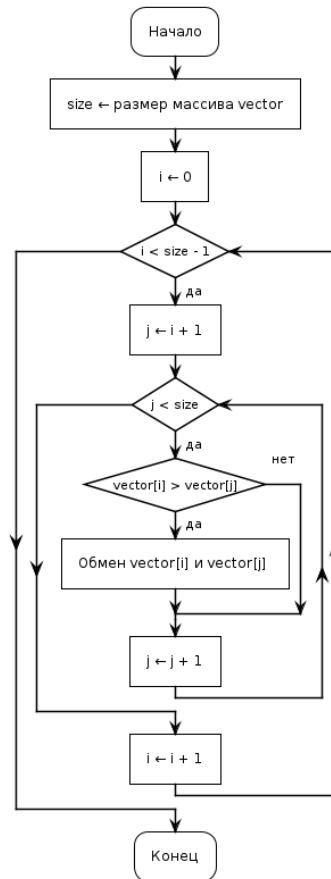 Начало
size ← размер массива vector
i ← 0
i < size - 1
да
j ← i + 1
j < size
да
нет
vector[i] > vector[j]
да
Обмен vector[i] и vector[j]
j ← j + 1
i ← i + 1
Конец